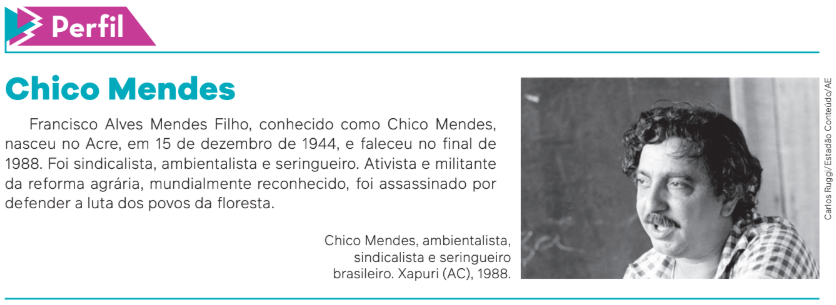 Perfil
Chico Mendes
Francisco Alves Mendes Filho, conhecido como Chico Mendes,
nasceu no Acre, em 15 de dezembro de 1944, e faleceu no final de
1988. Foi sindicalista, ambientalista e seringueiro. Ativista e militante
da reforma agrária, mundialmente reconhecido, foi assassinado por
defender a luta dos povos da floresta.
Chico Mendes, ambientalista,
sindicalista e seringueiro
brasileiro. Xapuri (AC), 1988.
Carlos Ruggi/Estadão Conteúdo/AE